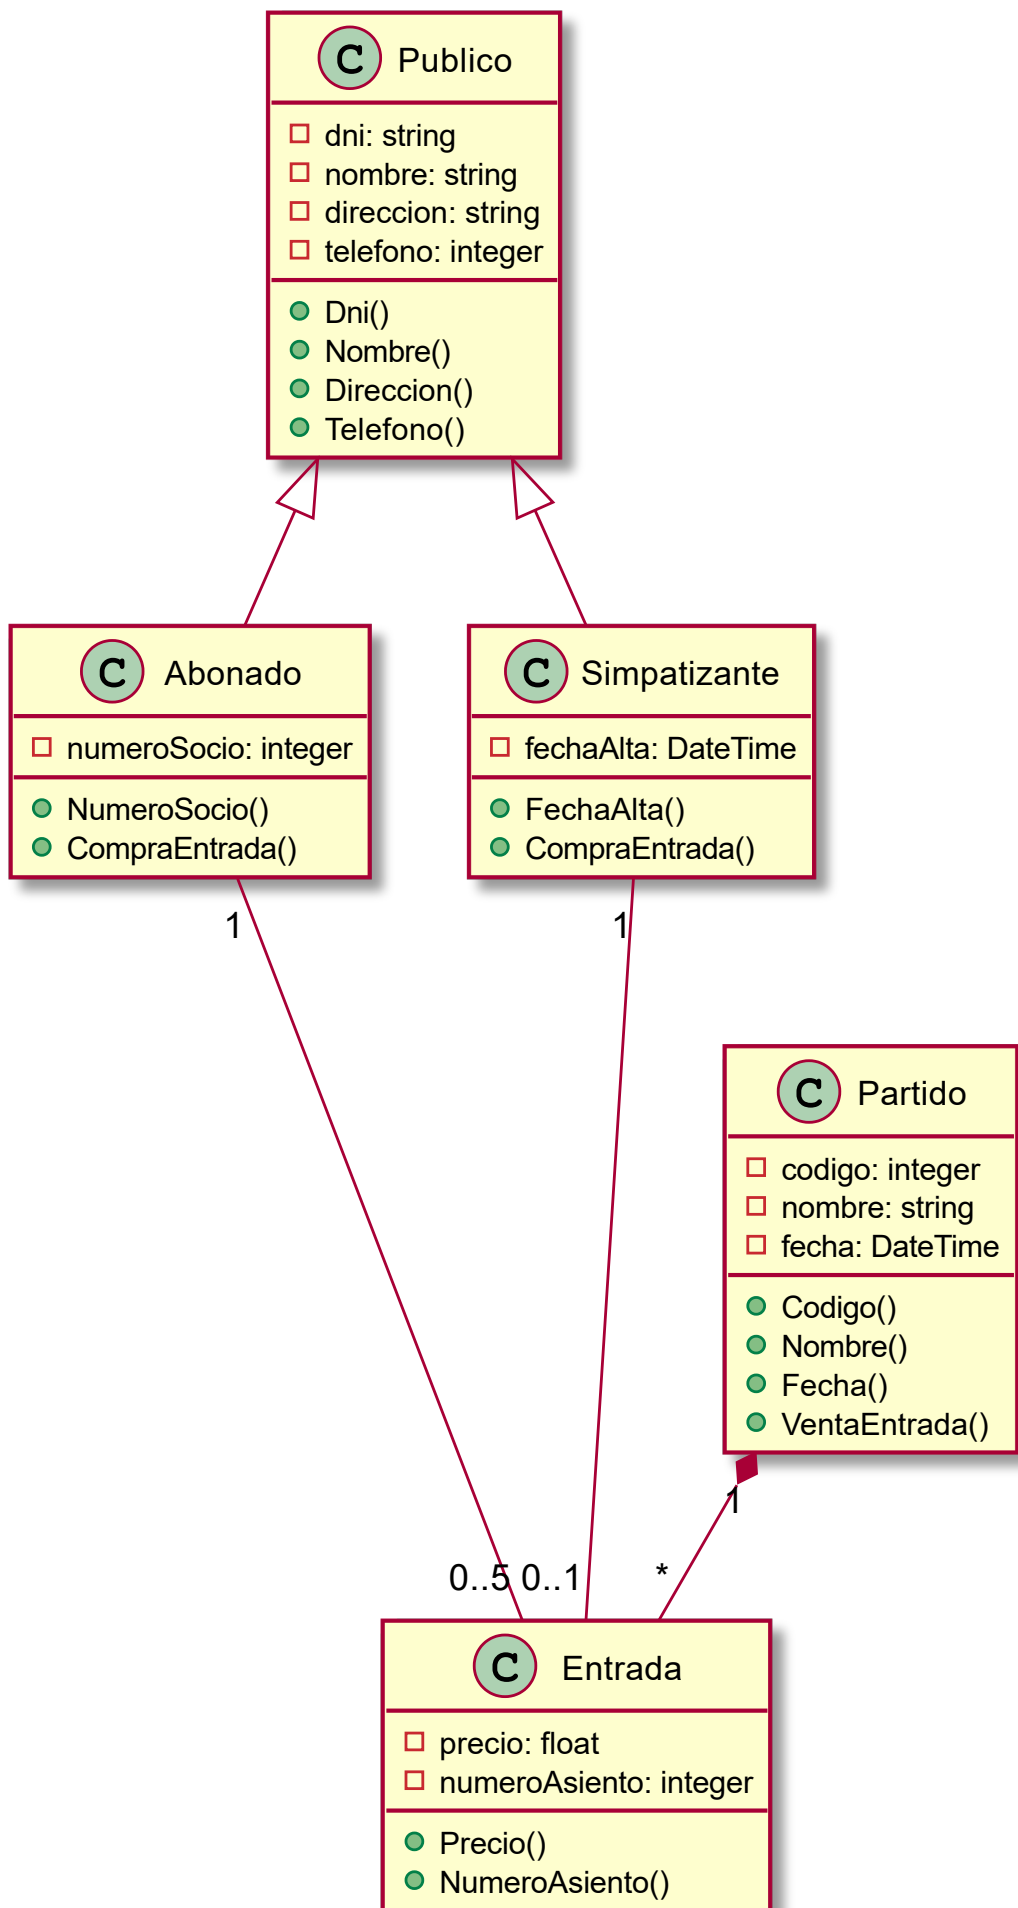 C Publico
dni: string
nombre: string
direccion: string
telefono: integer
Dni()
Nombre()
Direccion()
Telefono()
C Abonado
numeroSocio: integer
NumeroSocio()
CompraEntrada()
C Simpatizante
fechaAlta: DateTime
FechaAlta()
CompraEntrada()
1
1
C Partido
codigo: integer
nombre: string
fecha: DateTime
Codigo()
Nombre()
Fecha()
VentaEntrada()
1
0..5
0..1
*
C Entrada
precio: float
numeroAsiento: integer
Precio()
NumeroAsiento()